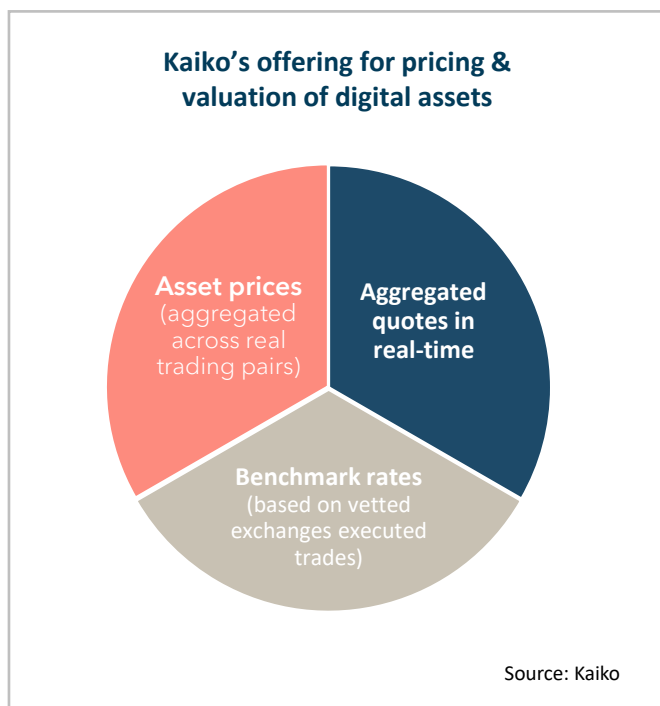 Kaiko’s offering for pricing &
valuation of digital assets
Asset prices
(aggregated
across real
trading pairs)
Aggregated
quotes in
real-time
Benchmark rates
(based on vetted
exchanges executed
trades)
Source: Kaiko